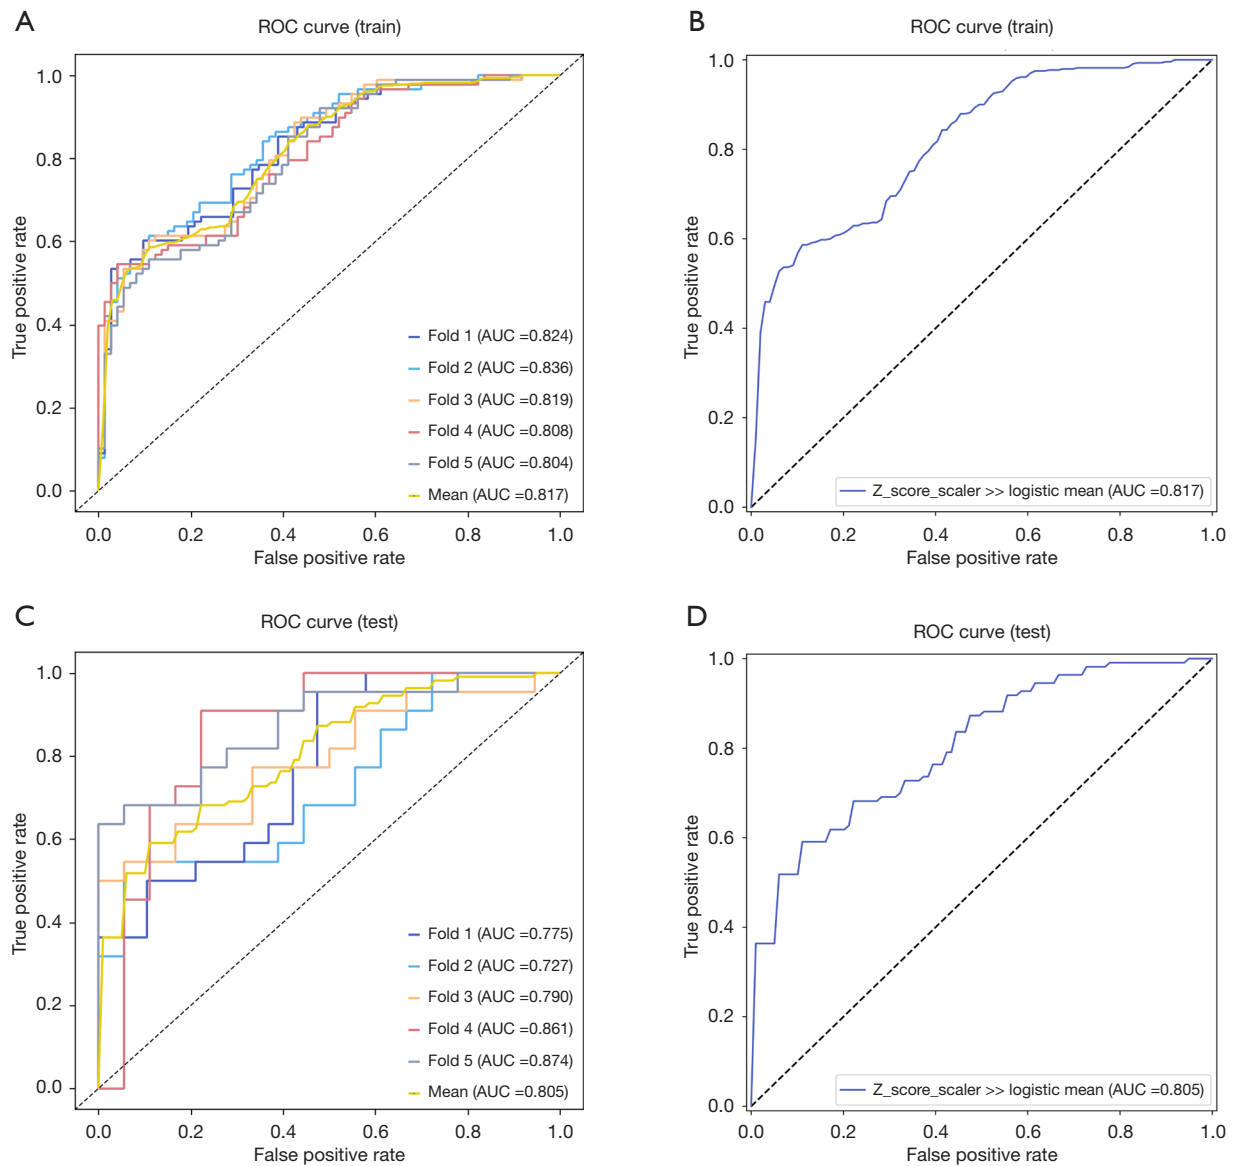 A
ROC curve (train)
1.0
0.8
0.6
0.4
0.2
0.0
True positive rate
Fold 1 (AUC =0.824)
Fold 2 (AUC =0.836)
Fold 3 (AUC =0.819)
Fold 4 (AUC =0.808)
Fold 5 (AUC =0.804)
Mean (AUC =0.817)
0.0 0.2 0.4 0.6 0.8 1.0
False positive rate
B
ROC curve (train)
1.0
0.8
0.6
0.4
0.2
0.0
True positive rate
Z_score_scaler >> logistic mean (AUC =0.817)
0.0 0.2 0.4 0.6 0.8 1.0
False positive rate
C
ROC curve (test)
1.0
0.8
0.6
0.4
0.2
0.0
True positive rate
Fold 1 (AUC =0.775)
Fold 2 (AUC =0.727)
Fold 3 (AUC =0.790)
Fold 4 (AUC =0.861)
Fold 5 (AUC =0.874)
Mean (AUC =0.805)
0.0 0.2 0.4 0.6 0.8 1.0
False positive rate
D
ROC curve (test)
1.0
0.8
0.6
0.4
0.2
0.0
True positive rate
Z_score_scaler >> logistic mean (AUC =0.805)
0.0 0.2 0.4 0.6 0.8 1.0
False positive rate